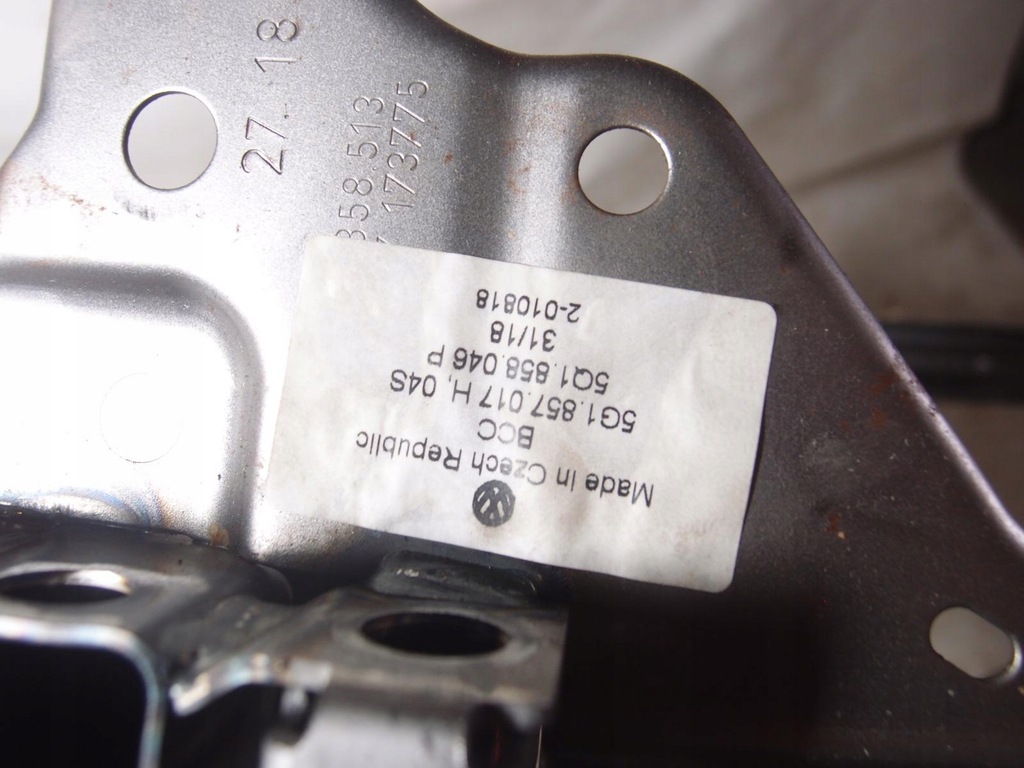 27 18
358 513
173775
Made in Czech Republic
BCC
5G1.857.017 H, 04S
5Q1.858.046 P
31/18
2-010818